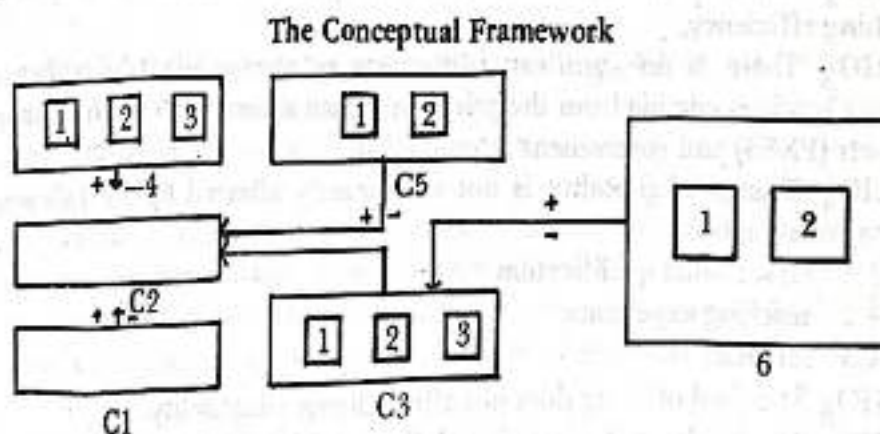 The Conceptual Framework
1 2 3
1 2
+ -4
C5
+ -
+
-
1 2
C2
+ -
1 2 3
6
C1
C3